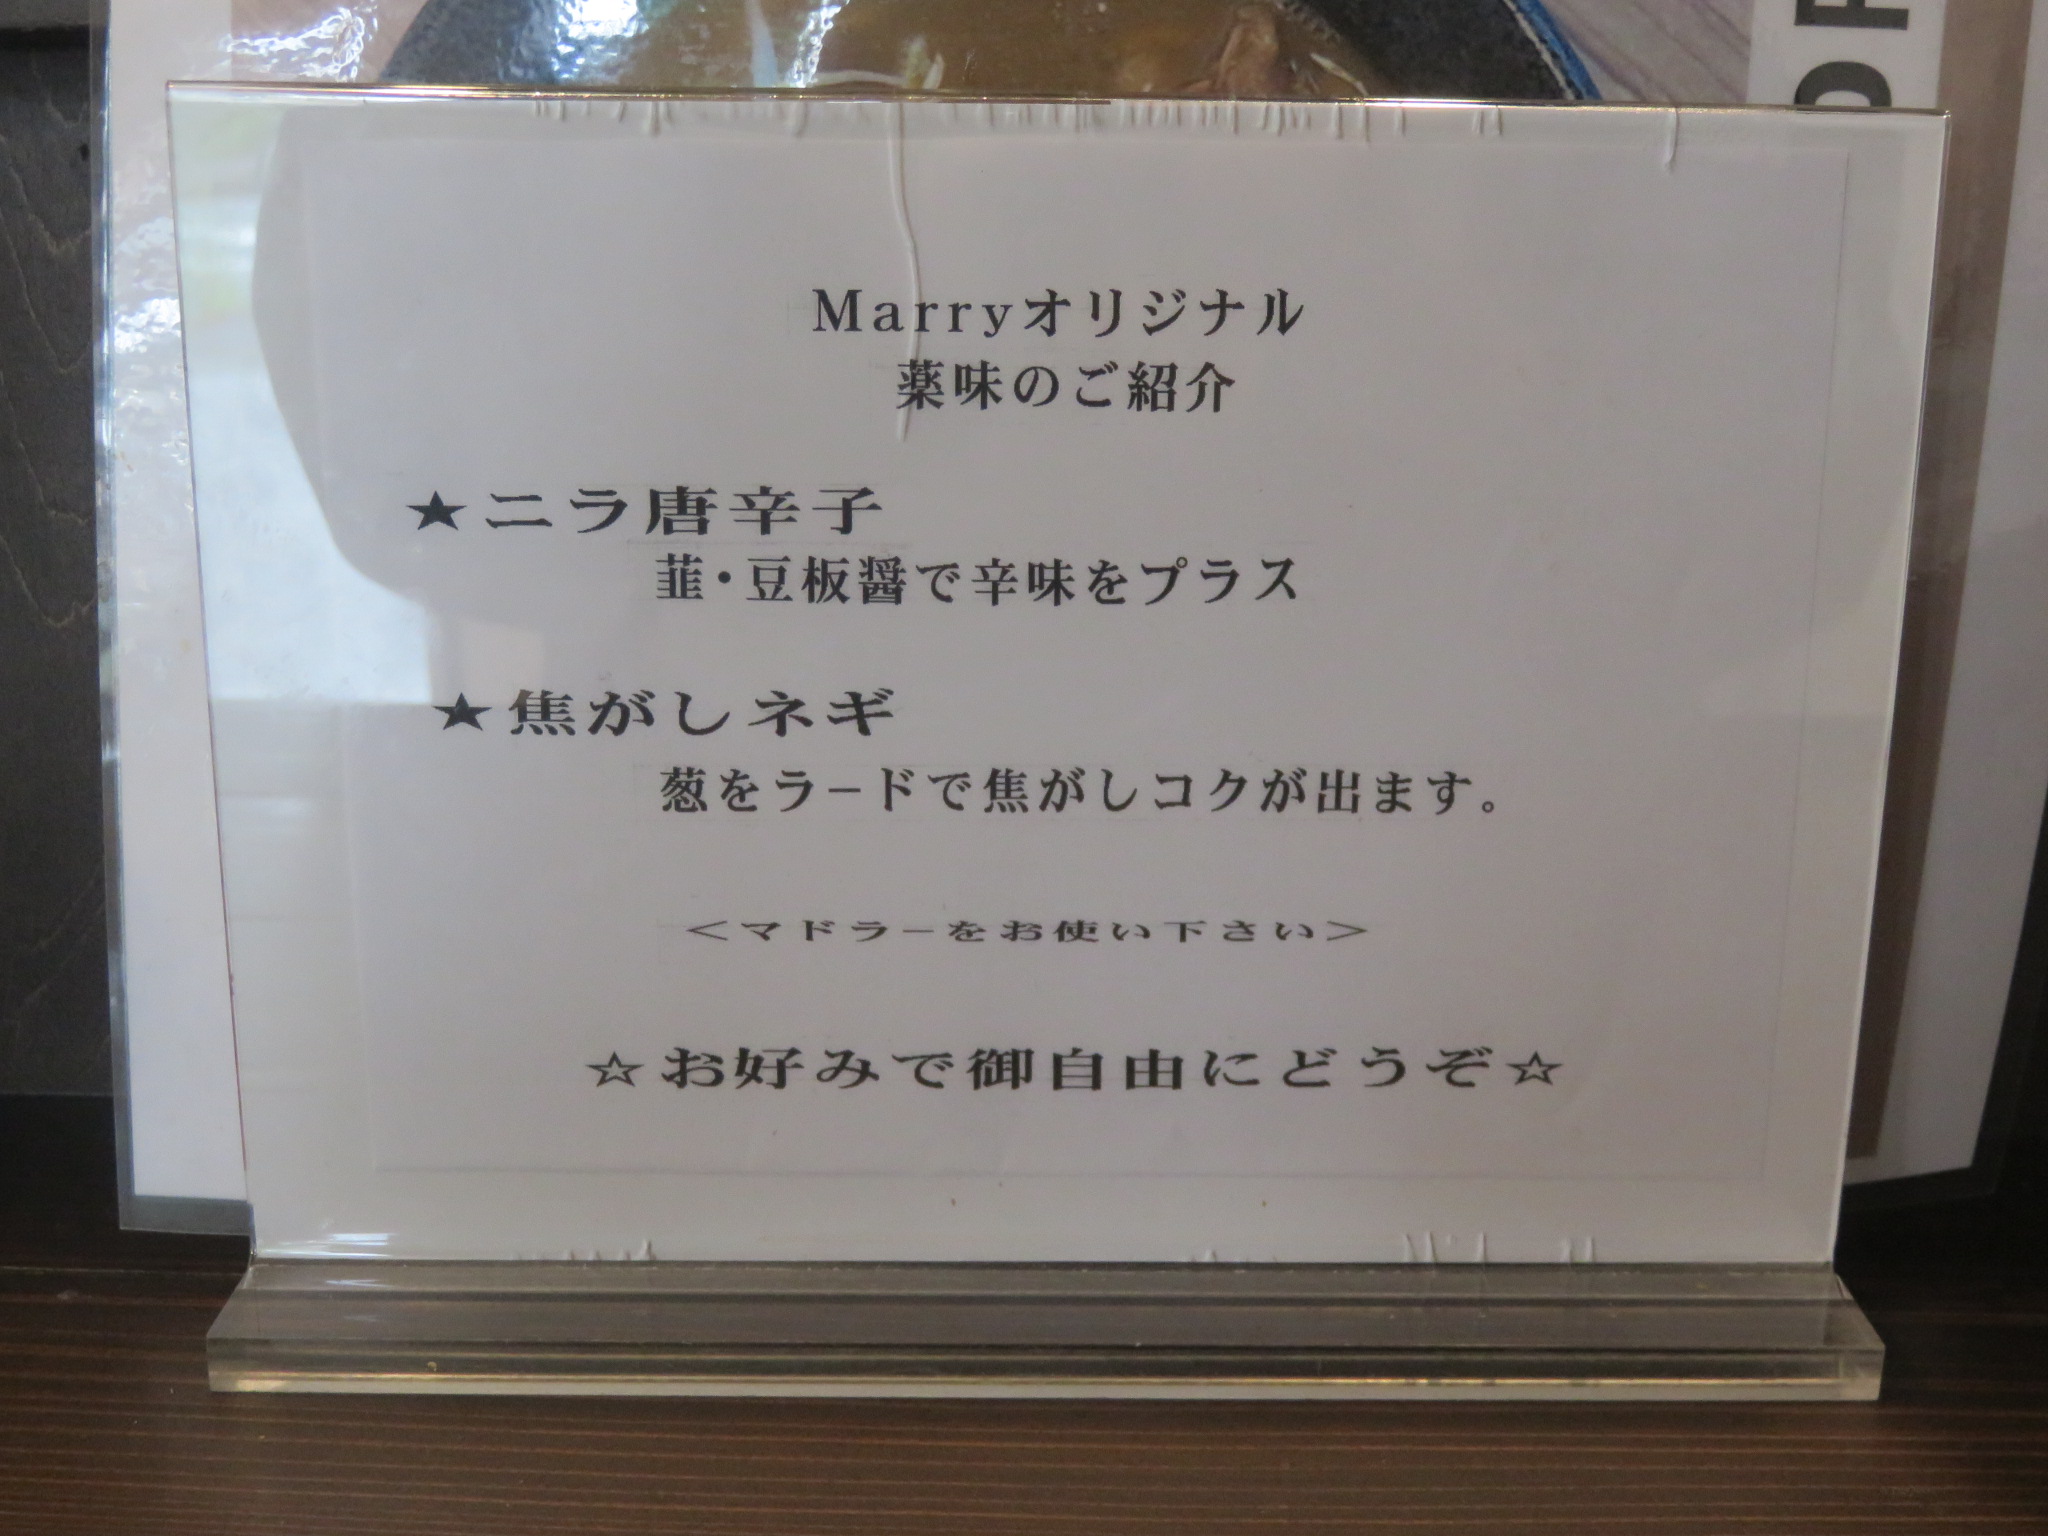 Marryオリジナル
薬味のご紹介
★ニラ唐辛子
韮・豆板醤で辛味をプラス
★焦がしネギ
葱をラードで焦がしコクが出ます。
＜マドラーをお使い下さい＞
☆お好みで御自由にどうぞ☆